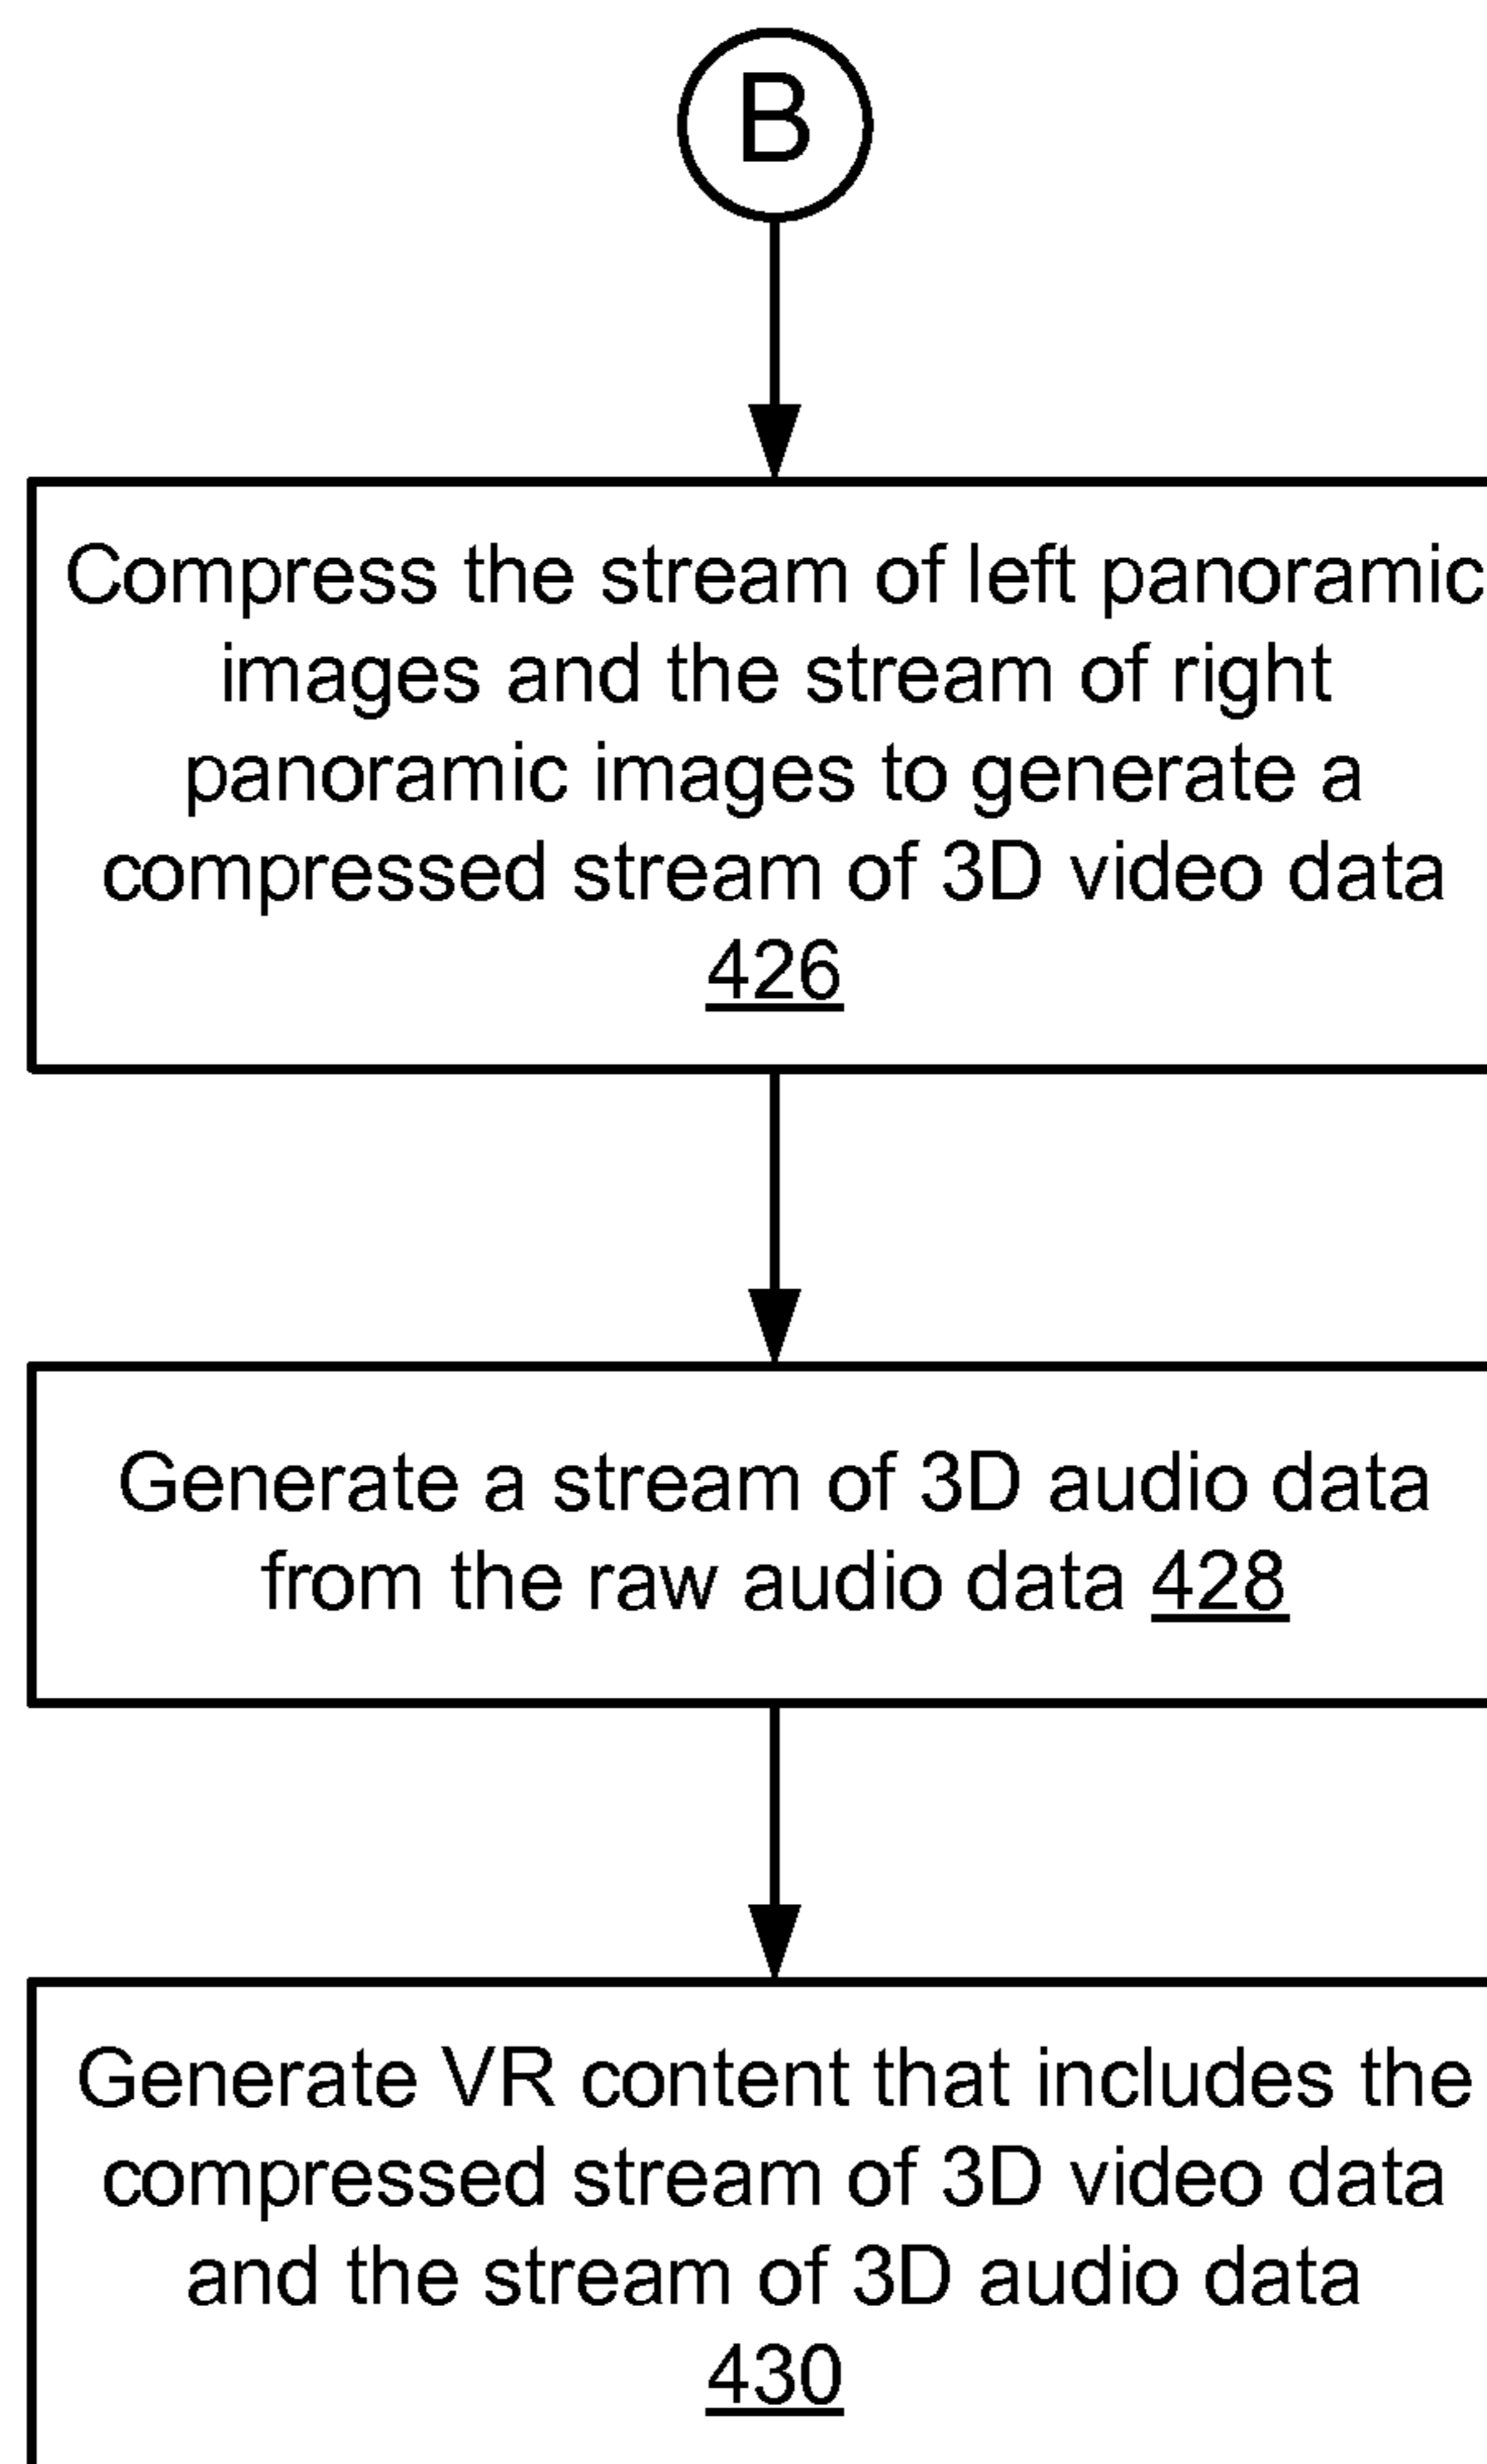 B
Compress the stream of left panoramic
images and the stream of right
panoramic images to generate a
compressed stream of 3D video data
426
Generate a stream of 3D audio data
from the raw audio data 428
Generate VR content that includes the
compressed stream of 3D video data
and the stream of 3D audio data
430